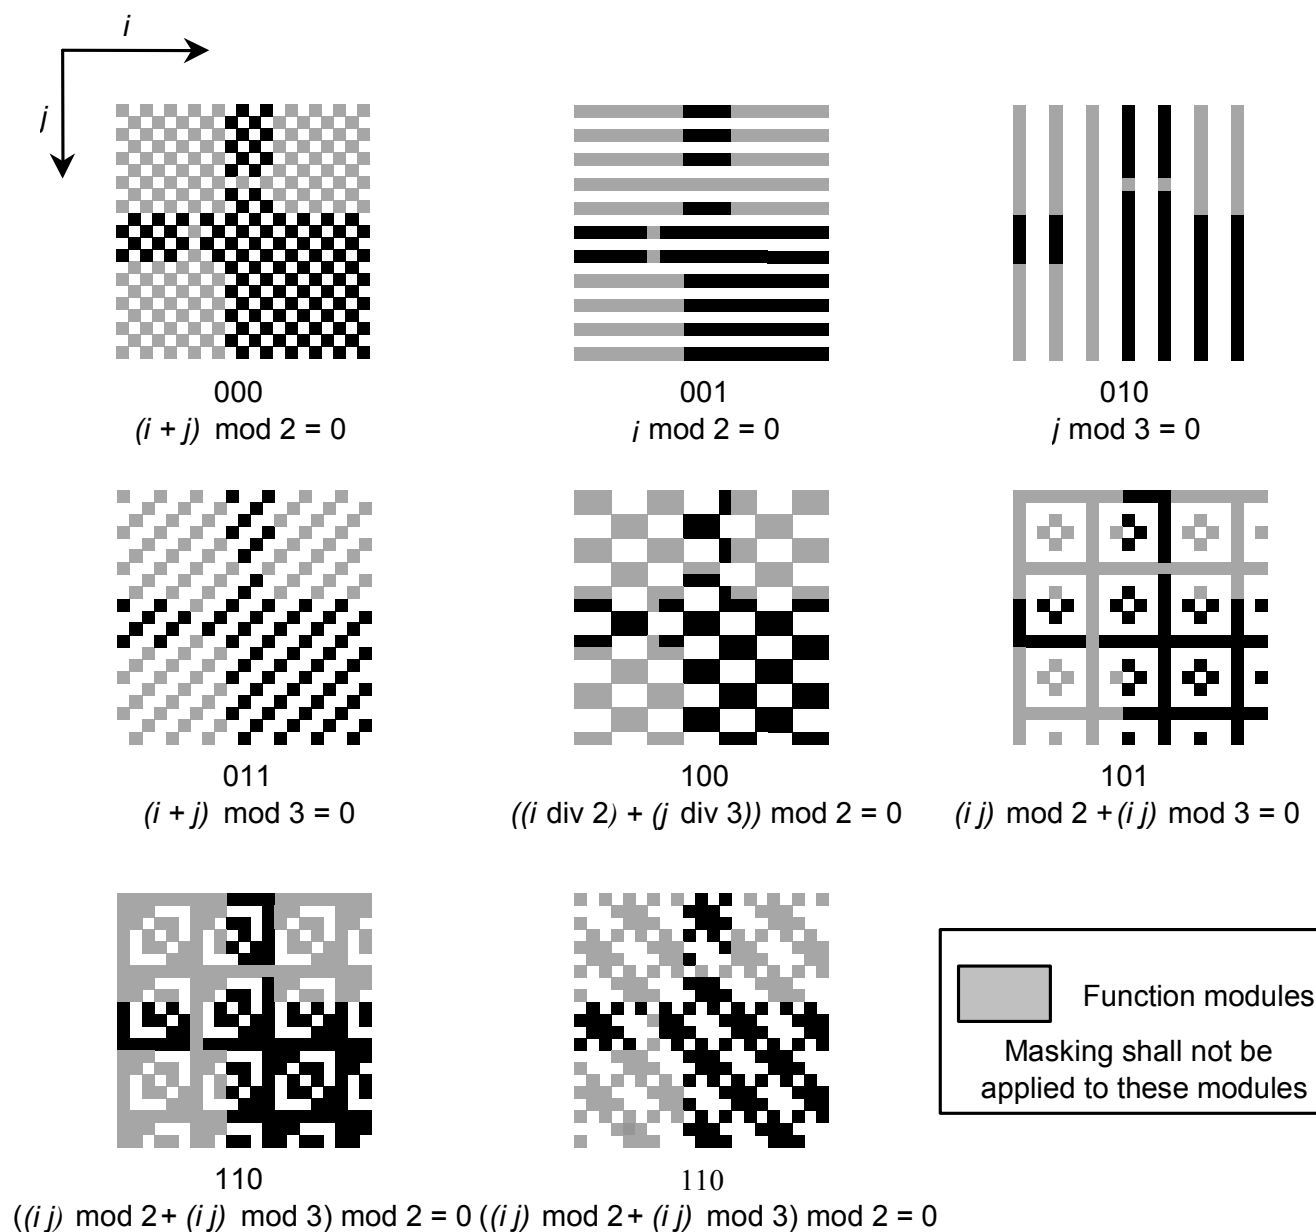 i
j
000
(i + j) mod 2 = 0
001
i mod 2 = 0
010
j mod 3 = 0
011
(i + j) mod 3 = 0
100
((i div 2) + (j div 3)) mod 2 = 0
101
(i j) mod 2 + (i j) mod 3 = 0
110
((i j) mod 2 + (i j) mod 3) mod 2 = 0
110
((i j) mod 2 + (i j) mod 3) mod 2 = 0
Function modules
Masking shall not be
applied to these modules